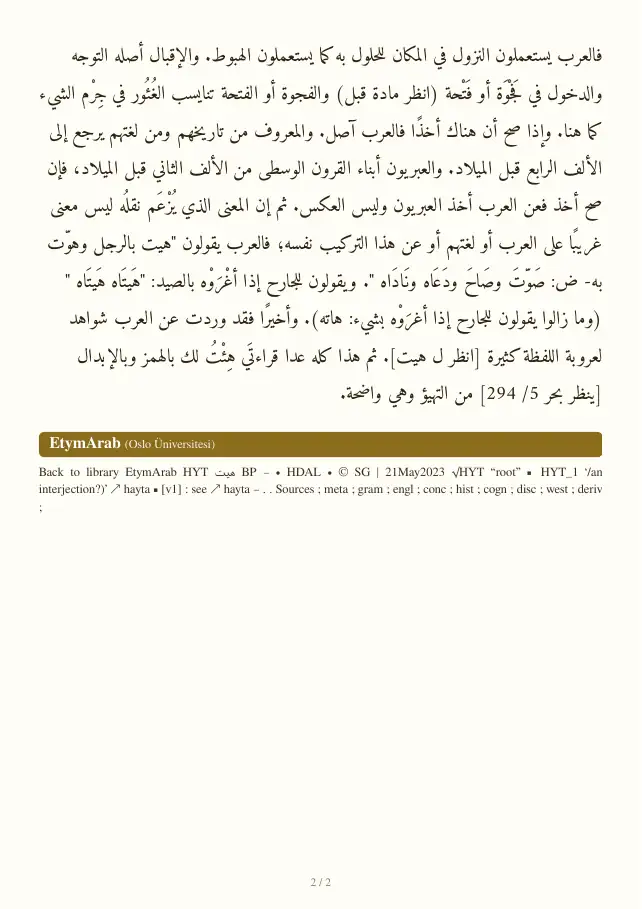 فالعرب يستعملون النزول في المكان للحلول به كما يستعملون الهبوط. والإقبال أصله التوجه
والدخول في فَجْوَة أو فَتْحة (انظر مادة قبل) والفجوة أو الفتحة تنايسب الغُئُور في جِرْم الشيء
كما هنا. وإذا صح أن هناك أخذًا فالعرب آصل. والمعروف من تاريخهم ومن لغتهم يرجع إلى
الألف الرابع قبل الميلاد. والعبريون أبناء القرون الوسطى من الألف الثاني قبل الميلاد، فإن
صح أخذ فعن العرب أخذ العبريون وليس العكس. ثم إن المعنى الذي يُزْعَم نقلُه ليس معنى
غريبًا على العرب أو لغتهم أو عن هذا التركيب نفسه؛ فالعرب يقولون "هيت بالرجل وهوّت
به- ض: صَوّتَ وصَاحَ ودَعَاه ونَادَاه ". ويقولون للجارح إذا أغْرَوْه بالصيد: "هَيتَاه هَيتَاه "
(وما زالوا يقولون للجارح إذا أغرَوْه بشيء: هاته). وأخيرًا فقد وردت عن العرب شواهد
لعروبة اللفظة كثيرة [انظر ل هيت]. ثم هذا كله عدا قراءتَي هِئْتُ لك بالهمز وبالإبدال
[ينظر بحر 5/ 294] من التهيؤ وهي واضحة.
EtymArab (Oslo Üniversitesi)
Back to library EtymArab HYT هيت BP – • HDAL • © SG | 21May2023 √HYT “root” ▪ HYT_1 ‘/an
interjection?)’ ↗ hayta ▪ [v1] : see ↗ hayta – . . Sources ; meta ; gram ; engl ; conc ; hist ; cogn ; disc ; west ; deriv
;
2 / 2